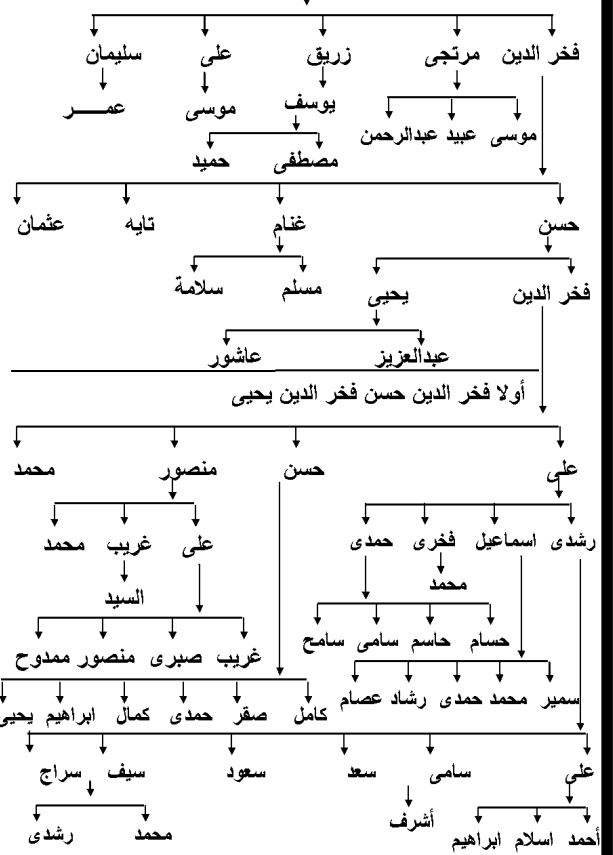 فخر الدين مرتجى زريق على سليمان
موسى عبيد عبدالرحمن يوسف موسى عمـــر
مصطفى حميد
حسن غنام تايه عثمان
فخر الدين يحيى مسلم سلامة
عبدالعزيز عاشور
أولا فخر الدين حسن فخر الدين يحيى
على حسن منصور محمد
رشدى اسماعيل فخرى حمدى على غريب محمد
محمد السيد
حسام حاسم سامى سامح غريب صبرى منصور ممدوح
سمير محمد حمدى رشاد عصام كامل صقر حمدى كمال ابراهيم يحيى
على سامى سعد سعود سيف سراج
أحمد اسلام ابراهيم أشرف محمد رشدى